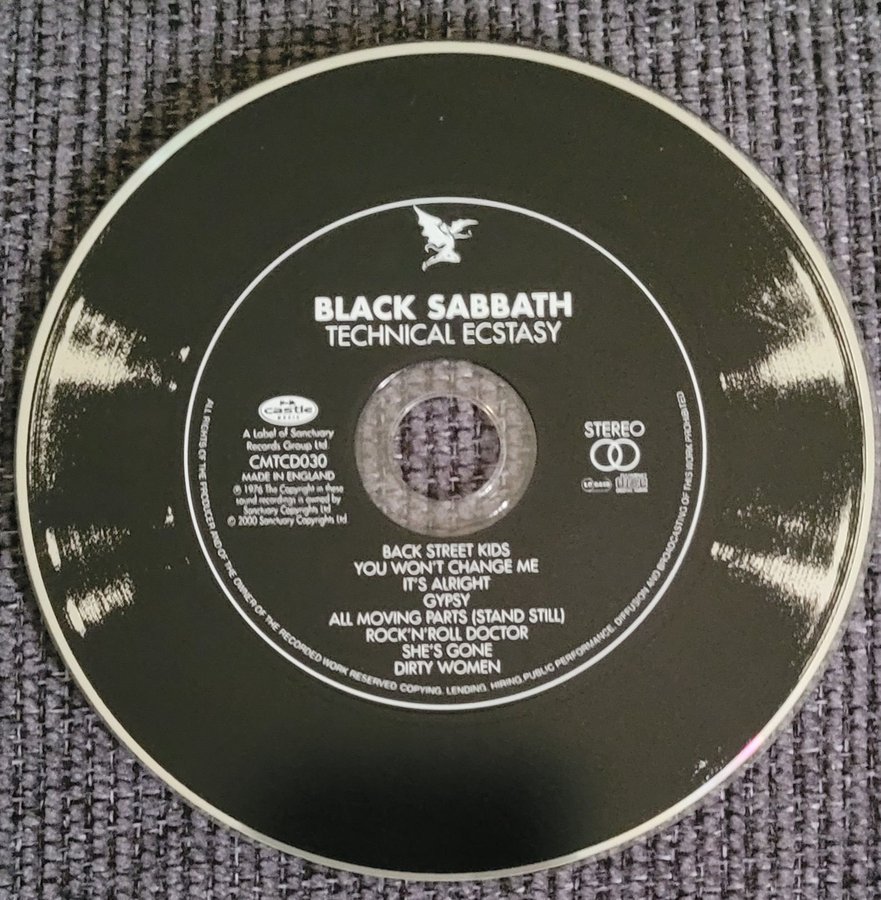 BLACK SABBATH
TECHNICAL ECSTASY
castle
MUSIC
A Label of Sanctuary
Records Group Ltd
CMTCD030
MADE IN ENGLAND
℗ 1976 The Copyright in these
sound recordings is owned by
Sanctuary Copyrights Ltd
© 2000 Sanctuary Copyrights Ltd
STEREO
BACK STREET KIDS
YOU WON'T CHANGE ME
IT'S ALRIGHT
GYPSY
ALL MOVING PARTS (STAND STILL)
ROCK'N'ROLL DOCTOR
SHE'S GONE
DIRTY WOMEN
ALL RIGHTS OF THE PRODUCER AND OF THE OWNER OF THE RECORDED WORK RESERVED COPYING, LENDING, HIRING,PUBLIC PERFORMANCE, DIFFUSION AND BROADCASTING OF THIS WORK PROHIBITED